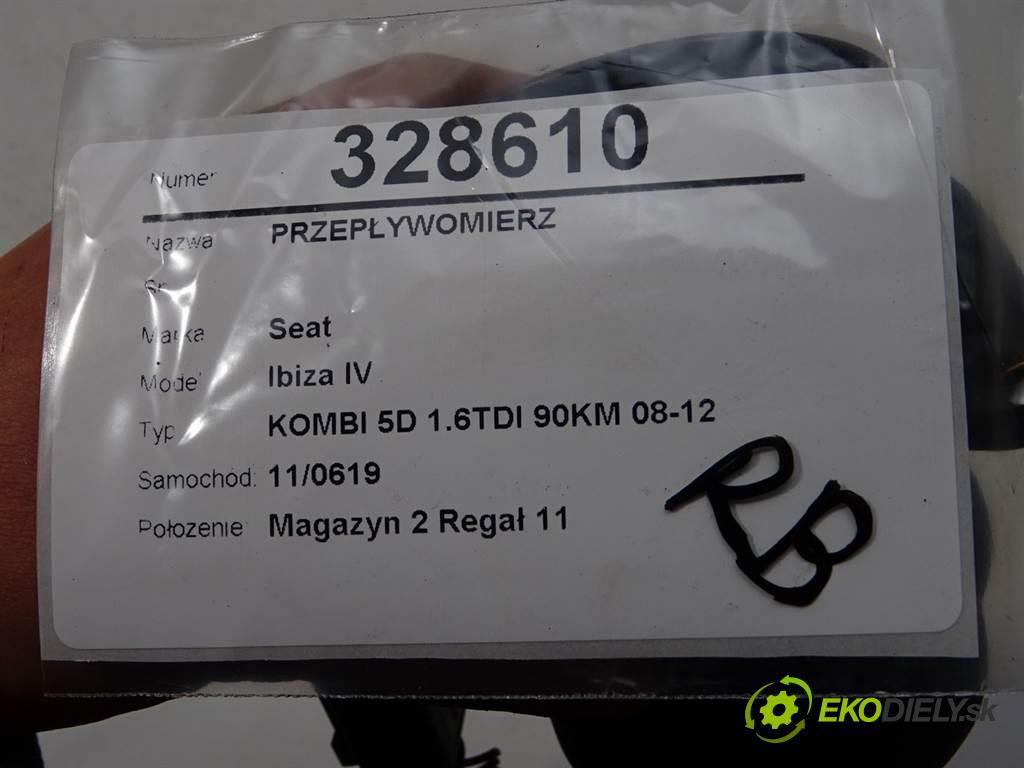 Numer 328610
Nazwa PRZEPŁYWOMIERZ
Marka Seat
Model Ibiza IV
Typ KOMBI 5D 1.6TDI 90KM 08-12
Samochód: 11/0619
Położenie Magazyn 2 Regał 11
RB
EKODIELY.sk